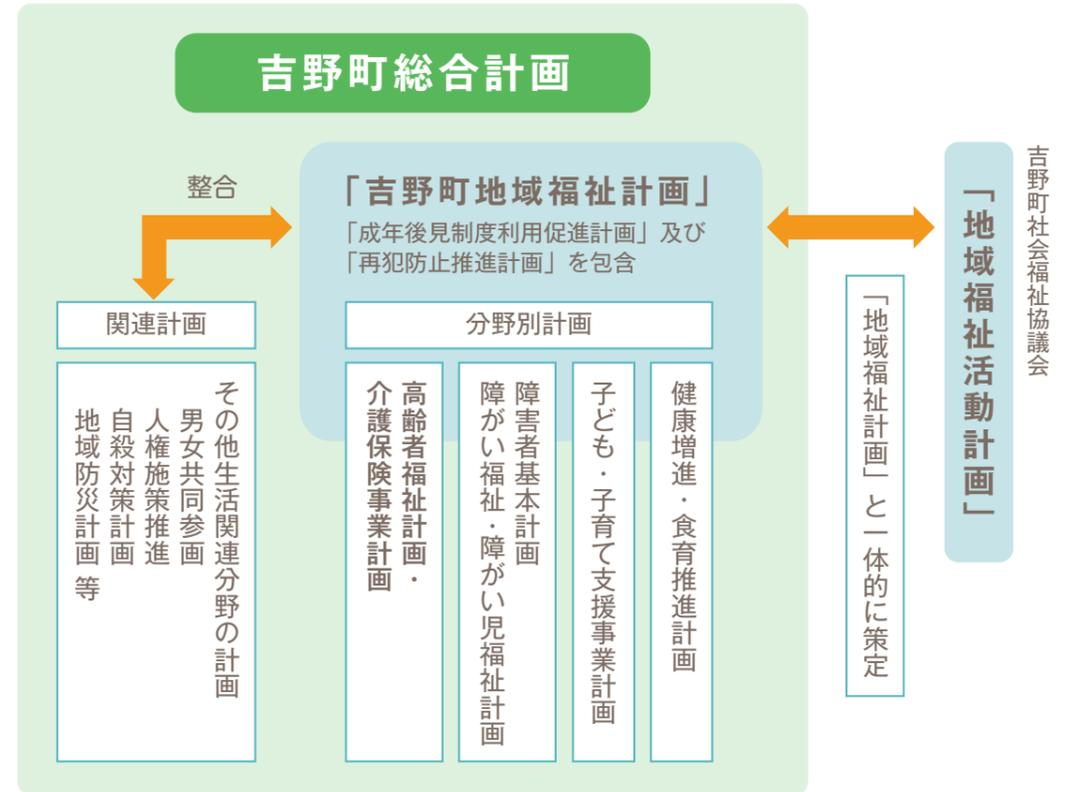 吉野町総合計画
整合
「吉野町地域福祉計画」
「成年後見制度利用促進計画」及び
「再犯防止推進計画」を包含
関連計画
その他生活関連分野の計画
男女共同参画
人権施策推進
自殺対策計画
地域防災計画 等
分野別計画
高齢者福祉計画・
介護保険事業計画
障害者基本計画
障がい福祉・障がい児福祉計画
子ども・子育て支援事業計画
健康増進・食育推進計画
「地域福祉計画」と一体的に策定
吉野町社会福祉協議会
「地域福祉活動計画」